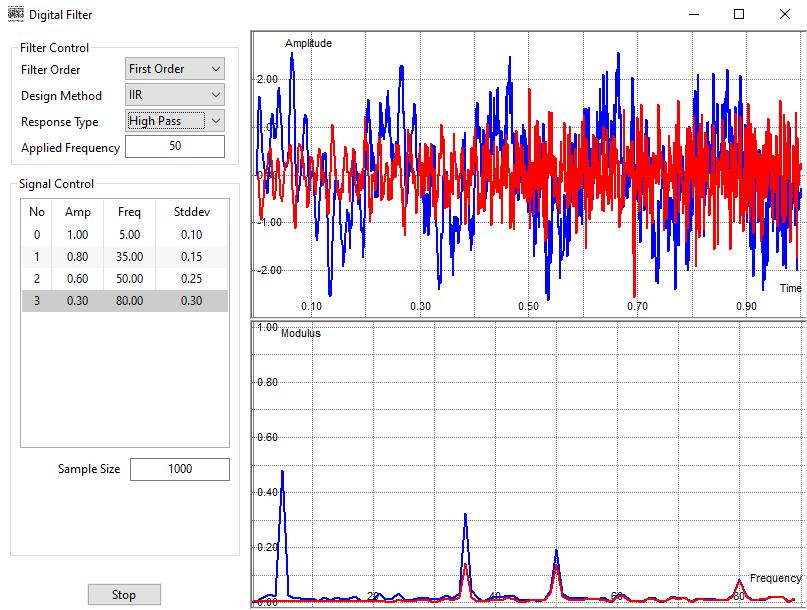 Digital Filter
Filter Control
Filter Order First Order
Design Method IIR
Response Type High Pass
Applied Frequency 50
Signal Control
No Amp Freq Stddev
0 1.00 5.00 0.10
1 0.80 35.00 0.15
2 0.60 50.00 0.25
3 0.30 80.00 0.30
Sample Size 1000
Stop
Amplitude
2.00
-1.00
-2.00
Time
0.10 0.30 0.50 0.70 0.90
1.00 Modulus
0.80
0.60
0.40
0.20
Frequency
0.00 20 40 60 80